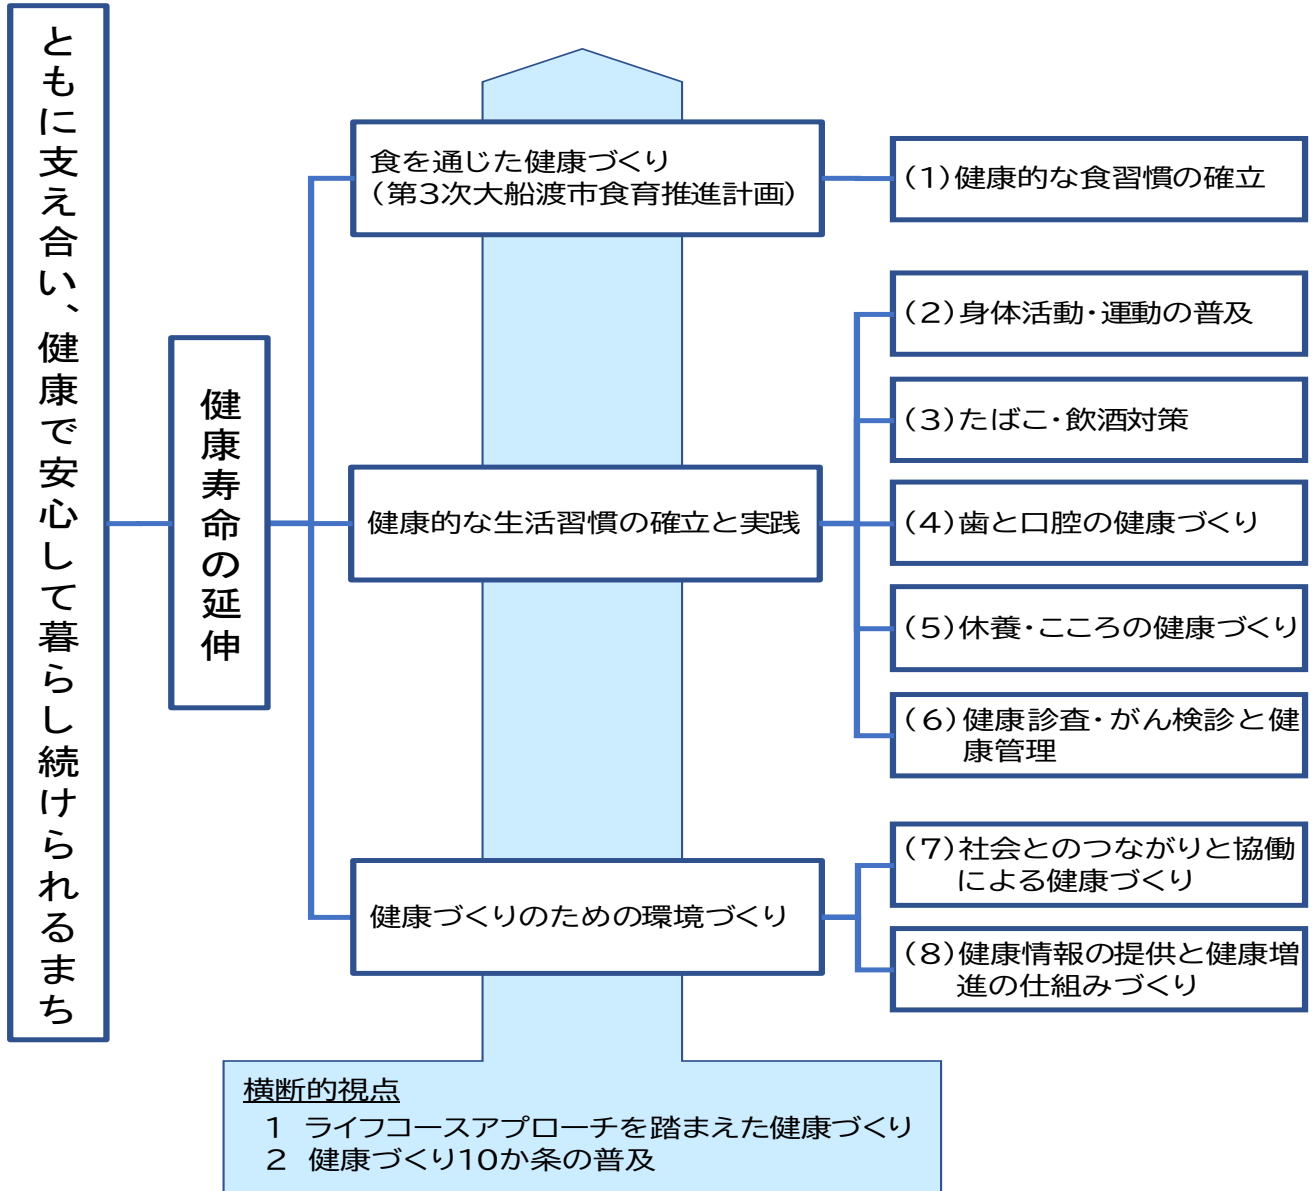 ともに支え合い、健康で安心して暮らし続けられるまち
健康寿命の延伸
食を通じた健康づくり
（第3次大船渡市食育推進計画）
（1）健康的な食習慣の確立
健康的な生活習慣の確立と実践
（2）身体活動・運動の普及
（3）たばこ・飲酒対策
（4）歯と口腔の健康づくり
（5）休養・こころの健康づくり
（6）健康診査・がん検診と健
康管理
健康づくりのための環境づくり
（7）社会とのつながりと協働
による健康づくり
（8）健康情報の提供と健康増
進の仕組みづくり
横断的視点
1　ライフコースアプローチを踏まえた健康づくり
2　健康づくり10か条の普及